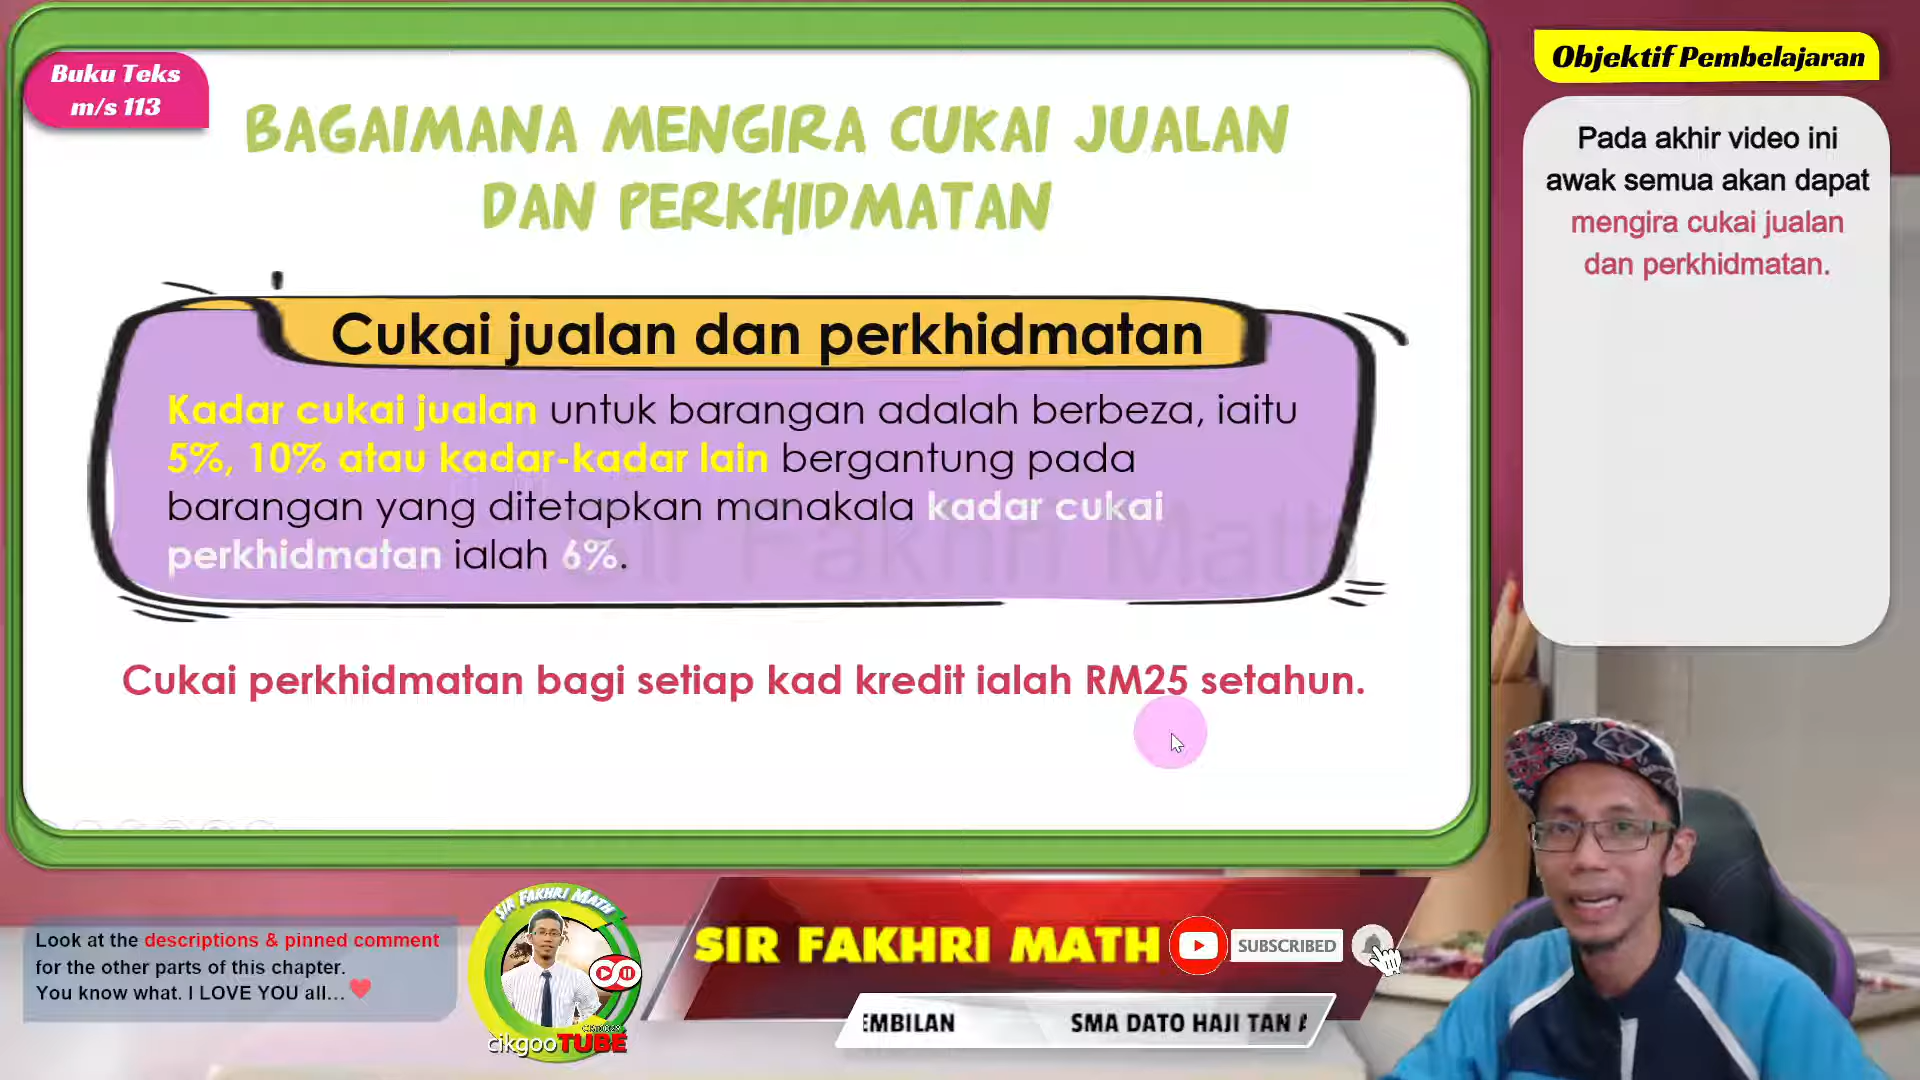 Buku Teks
m/s 113
BAGAIMANA MENGIRA CUKAI JUALAN
DAN PERKHIDMATAN
Cukai jualan dan perkhidmatan
Kadar cukai jualan untuk barangan adalah berbeza, iaitu
5%, 10% atau kadar-kadar lain bergantung pada
barangan yang ditetapkan manakala kadar cukai
perkhidmatan ialah 6%.
Sir Fakhri Math
Cukai perkhidmatan bagi setiap kad kredit ialah RM25 setahun.
Objektif Pembelajaran
Pada akhir video ini
awak semua akan dapat
mengira cukai jualan
dan perkhidmatan.
Look at the descriptions & pinned comment
for the other parts of this chapter.
You know what. I LOVE YOU all...
SIR FAKHRI MATH
cikgooTUBE
SIR FAKHRI MATH
SUBSCRIBED
EMBILAN
SMA DATO HAJI TAN A